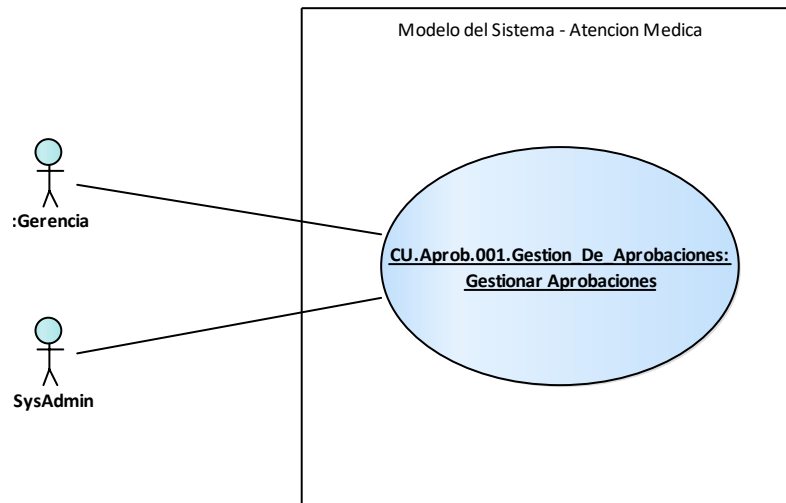 Modelo del Sistema - Atencion Medica
:Gerencia
CU.Aprob.001.Gestion_De_Aprobaciones:
Gestionar Aprobaciones
SysAdmin